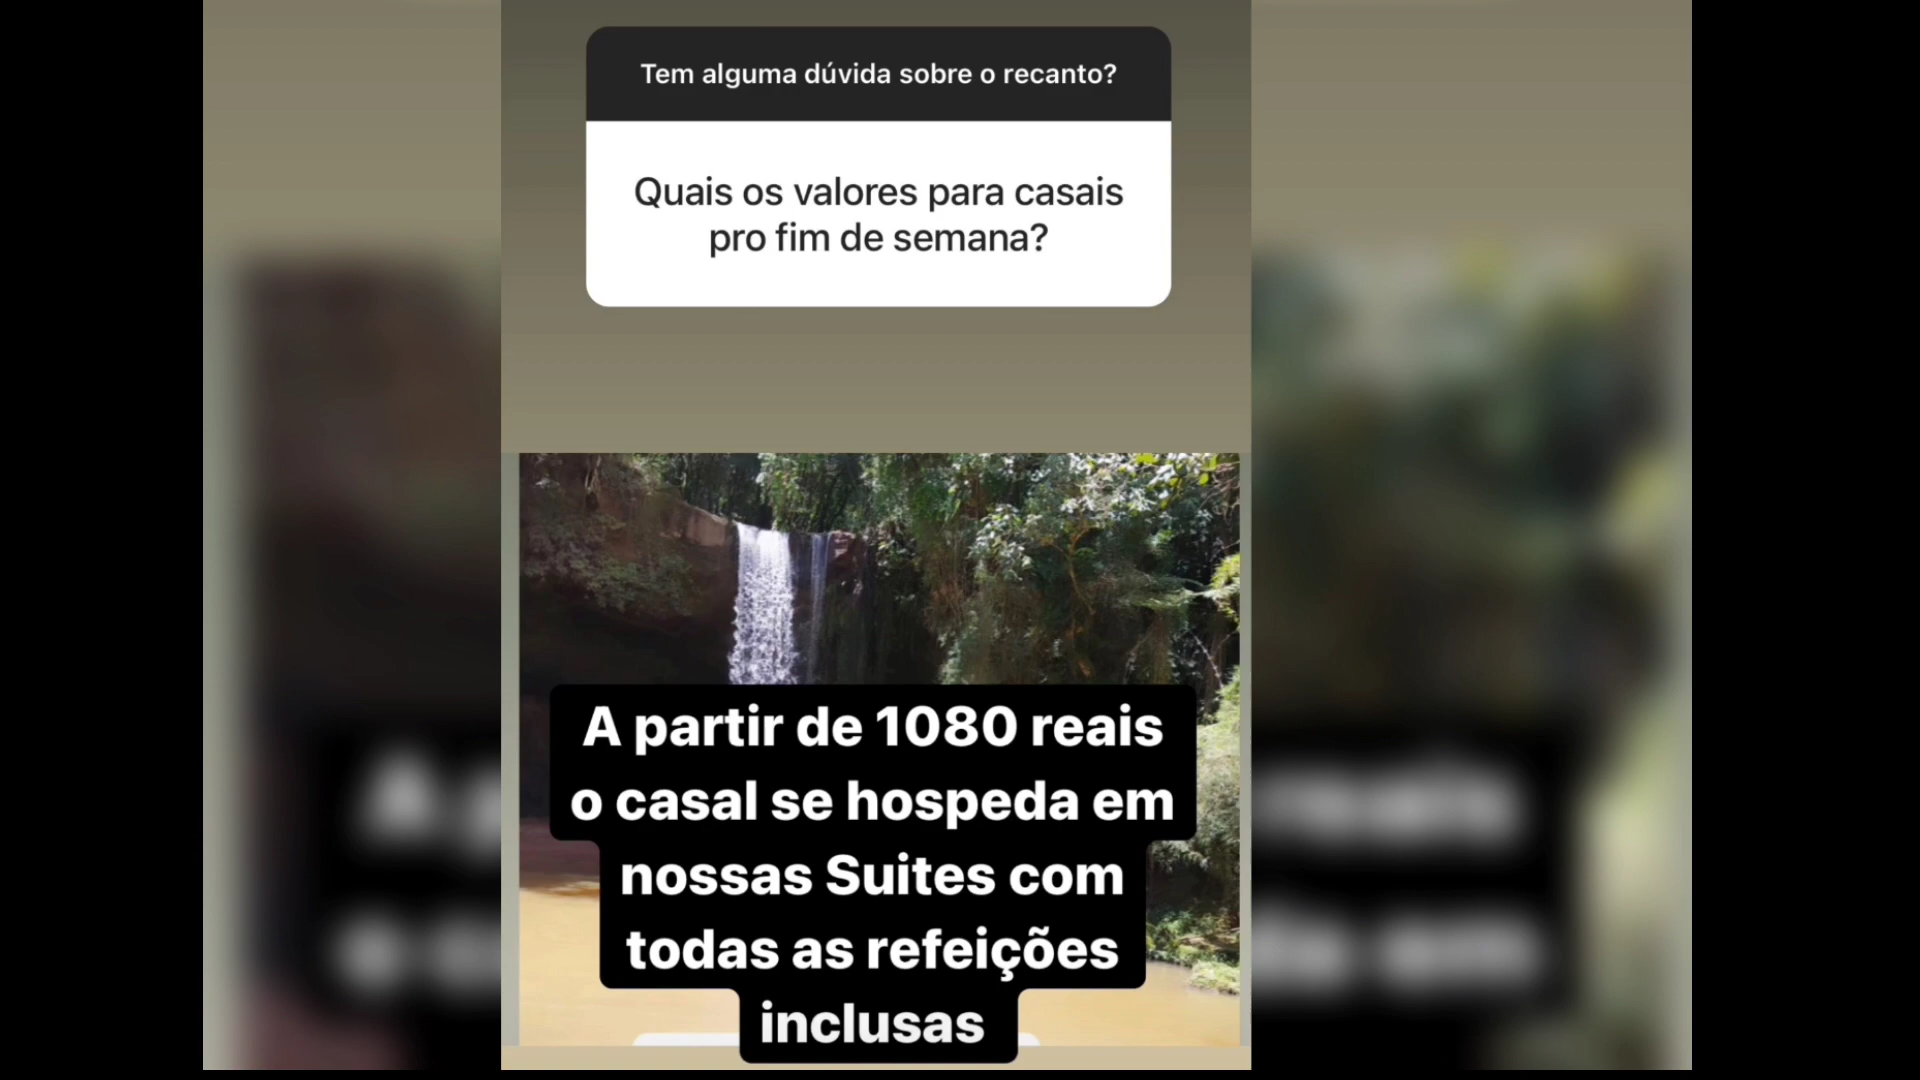 Tem alguma dúvida sobre o recanto?
Quais os valores para casais
pro fim de semana?
A partir de 1080 reais
o casal se hospeda em
nossas Suites com
todas as refeições
inclusas